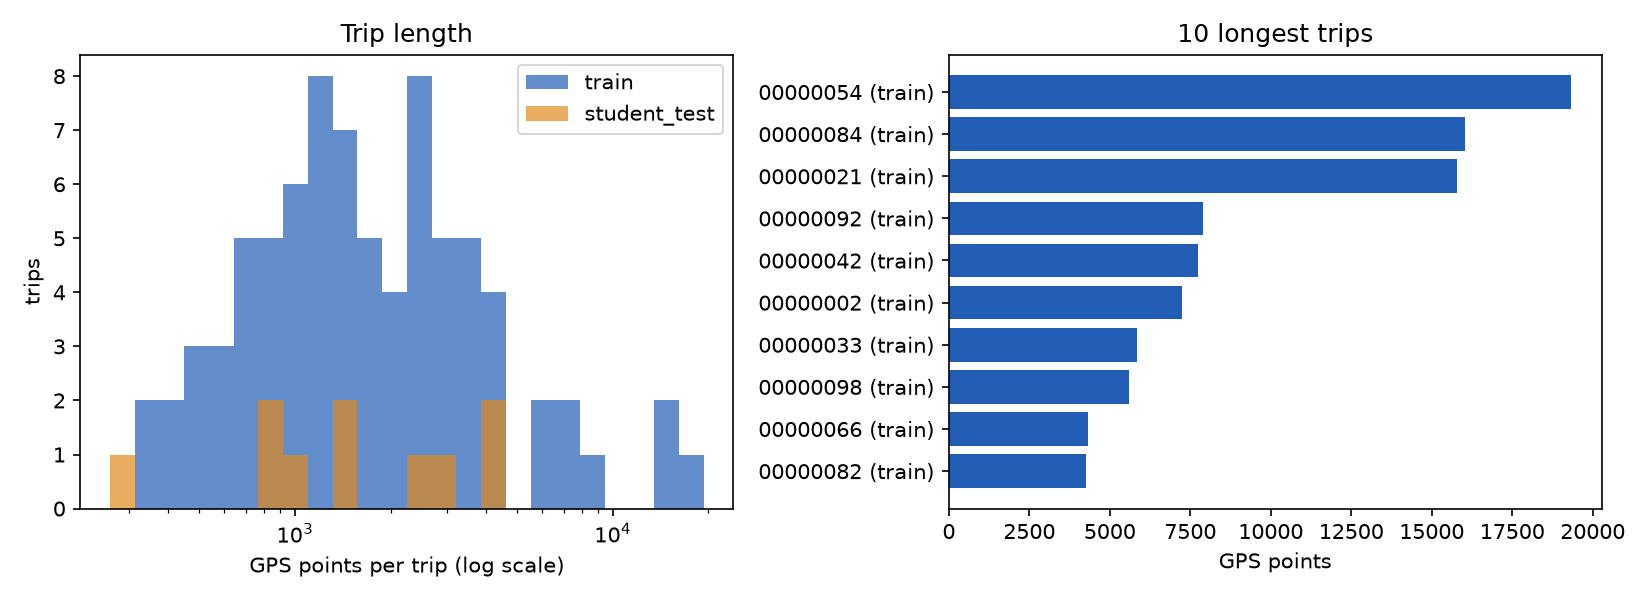 Trip length
8
7
6
5
4
3
2
1
0
trips
train
student_test
10³
10⁴
GPS points per trip (log scale)
10 longest trips
00000054 (train)
00000084 (train)
00000021 (train)
00000092 (train)
00000042 (train)
00000002 (train)
00000033 (train)
00000098 (train)
00000066 (train)
00000082 (train)
0 2500 5000 7500 10000 12500 15000 17500 20000
GPS points